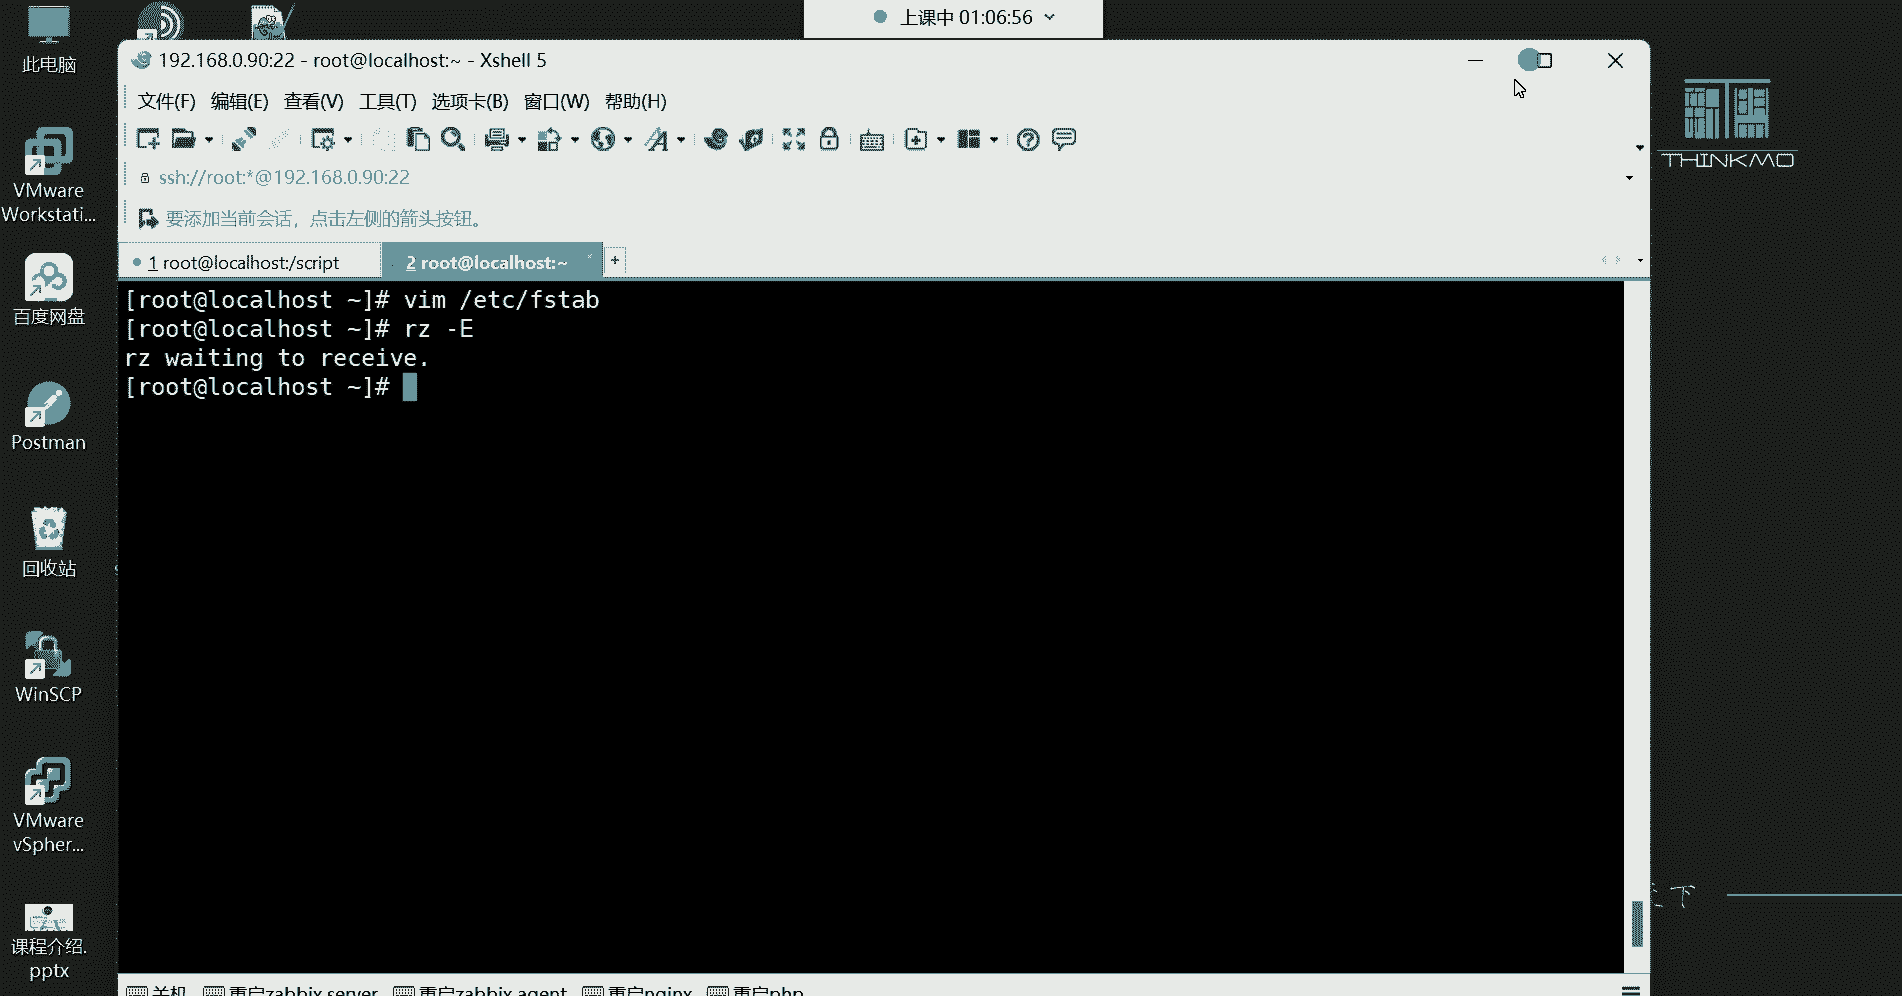 上课中 01:06:56
此电脑
192.168.0.90:22 - root@localhost:~ - Xshell 5
文件(F) 编辑(E) 查看(V) 工具(T) 选项卡(B) 窗口(W) 帮助(H)
THINKMO
VMware
Workstati...
ssh://root:*@192.168.0.90:22
要添加当前会话，点击左侧的箭头按钮。
1 root@localhost:/script
2 root@localhost:~
+
[root@localhost ~]# vim /etc/fstab
[root@localhost ~]# rz -E
rz waiting to receive.
[root@localhost ~]#
百度网盘
Postman
回收站
WinSCP
VMware
vSpher...
课程介绍.
pptx
天下
关机 重启zabbix server 重启zabbix agent 重启nginx 重启php